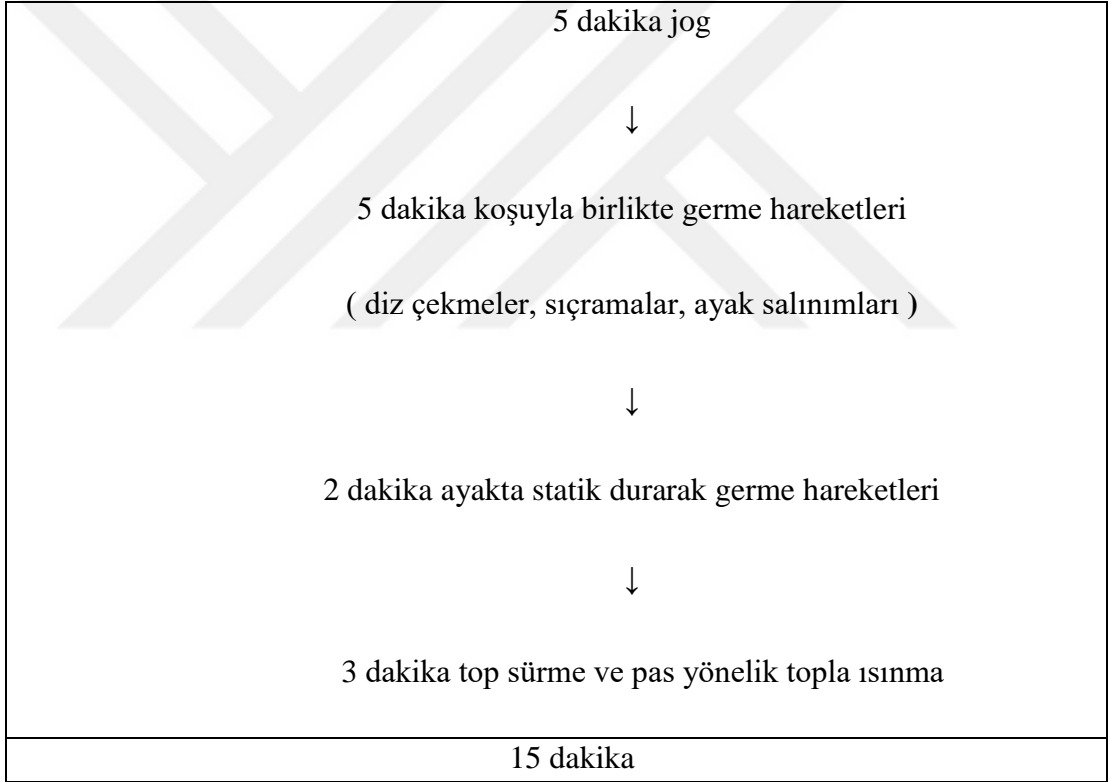 5 dakika jog
↓
5 dakika koşuyla birlikte germe hareketleri
( diz çekmeler, sıçramalar, ayak salınımları )
↓
2 dakika ayakta statik durarak germe hareketleri
↓
3 dakika top sürme ve pas yönelik topla ısınma
15 dakika